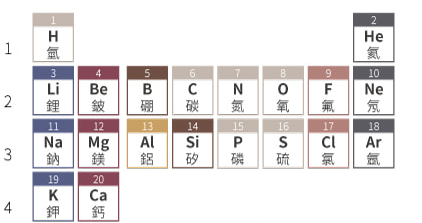 1 2
1 H He
氫 氦
3 4 5 6 7 8 9 10
2 Li Be B C N O F Ne
鋰 鈹 硼 碳 氮 氧 氟 氖
11 12 13 14 15 16 17 18
3 Na Mg Al Si P S Cl Ar
鈉 鎂 鋁 矽 磷 硫 氯 氬
19 20
4 K Ca
鉀 鈣